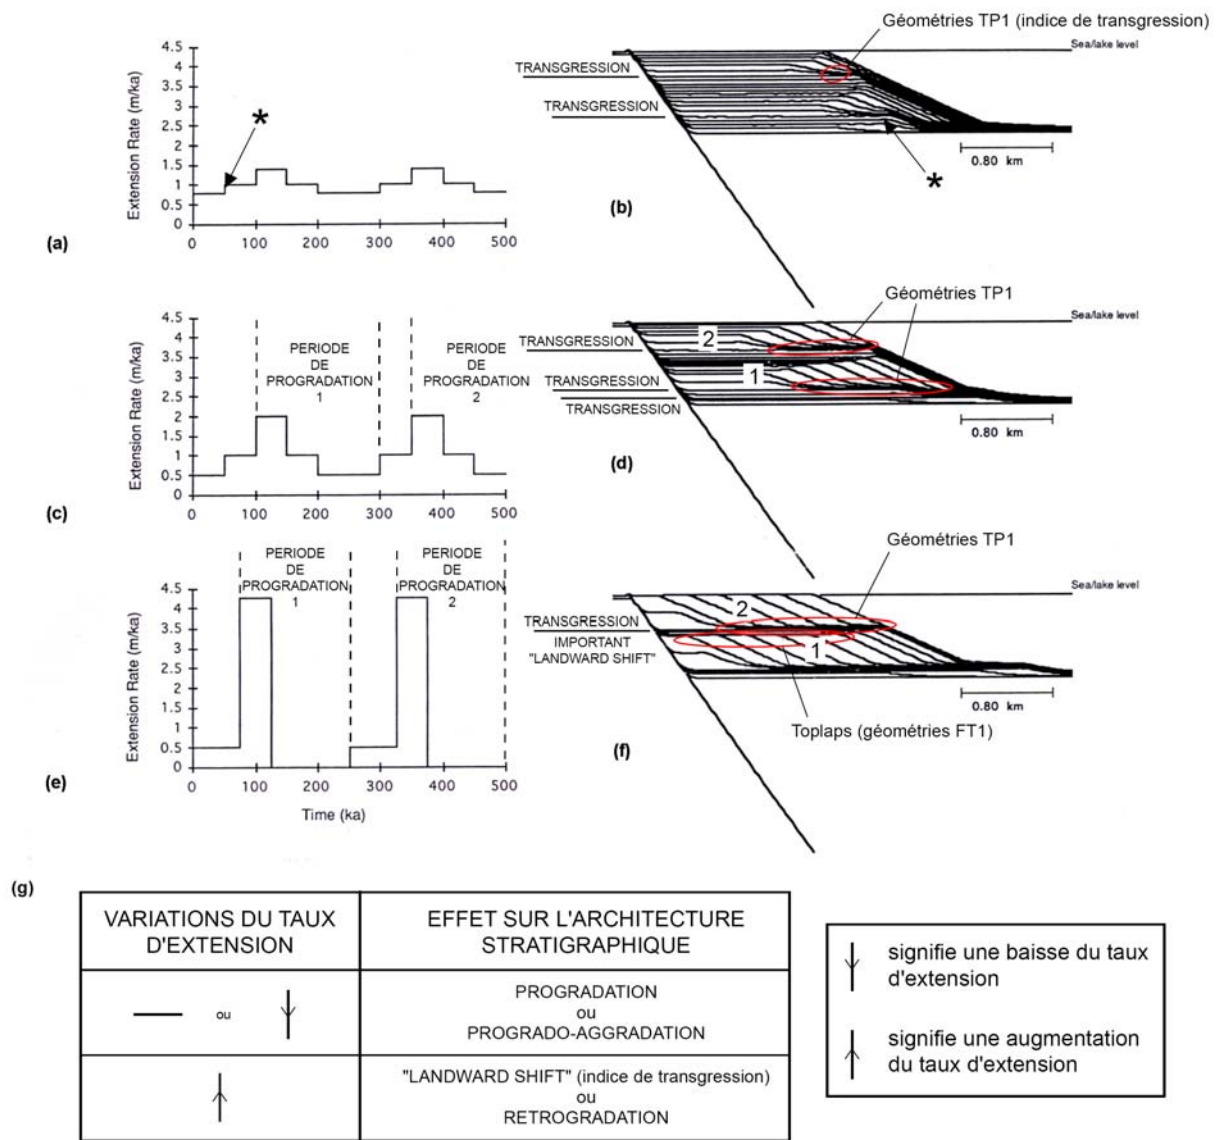 Géométries TP1 (indice de transgression)
Sea/lake level
TRANSGRESSION
TRANSGRESSION
*
0.80 km
*
(b)
Extension Rate (m/ka)
4.5
4
3.5
3
2.5
2
1.5
1
0.5
0
0 100 200 300 400 500
(a)
Géométries TP1
Sea/lake level
TRANSGRESSION
TRANSGRESSION
TRANSGRESSION
2
1
0.80 km
(d)
Extension Rate (m/ka)
4.5
4
3.5
3
2.5
2
1.5
1
0.5
0
PERIODE
DE
PROGRADATION
1
PERIODE
DE
PROGRADATION
2
0 100 200 300 400 500
(c)
Géométries TP1
Sea/lake level
TRANSGRESSION
IMPORTANT
"LANDWARD SHIFT"
2
1
0.80 km
Toplaps (géométries FT1)
(f)
Extension Rate (m/ka)
4.5
4
3.5
3
2.5
2
1.5
1
0.5
0
PERIODE
DE
PROGRADATION
1
PERIODE
DE
PROGRADATION
2
0 100 200 300 400 500
Time (ka)
(e)
(g)
VARIATIONS DU TAUX
D'EXTENSION
EFFET SUR L'ARCHITECTURE
STRATIGRAPHIQUE
ou
PROGRADATION
ou
PROGRADO-AGGRADATION
"LANDWARD SHIFT" (indice de transgression)
ou
RETROGRADATION
signifie une baisse du taux
d'extension
signifie une augmentation
du taux d'extension